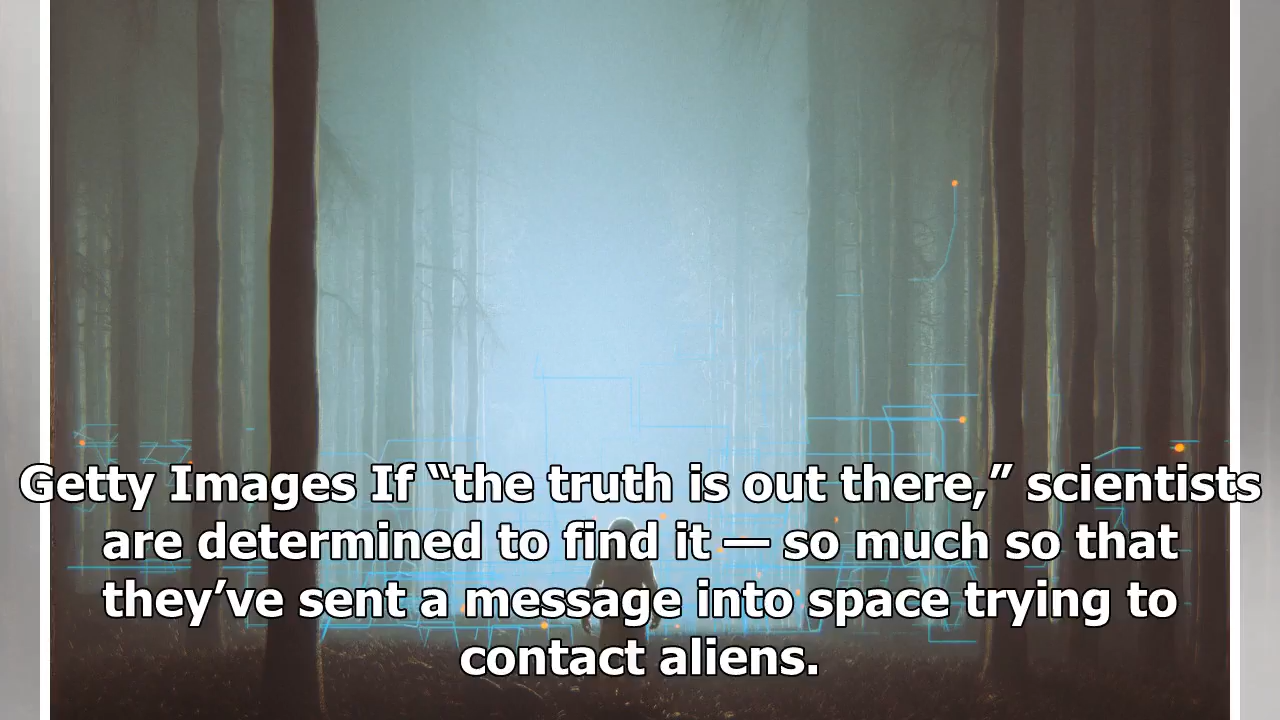 Getty Images If “the truth is out there,” scientists
are determined to find it — so much so that
they’ve sent a message into space trying to
contact aliens.